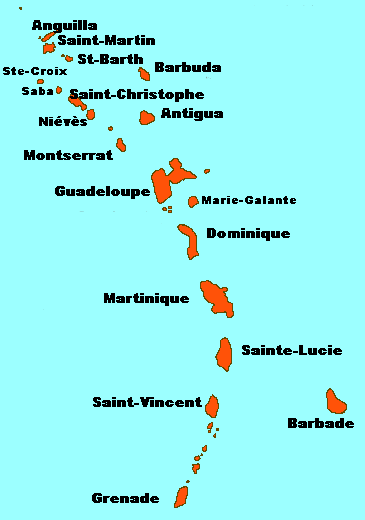 Anguilla
Saint-Martin
St-Barth
Barbuda
Ste-Croix
Saba
Saint-Christophe
Antigua
Niévès
Montserrat
Guadeloupe
Marie-Galante
Dominique
Martinique
Sainte-Lucie
Saint-Vincent
Barbade
Grenade